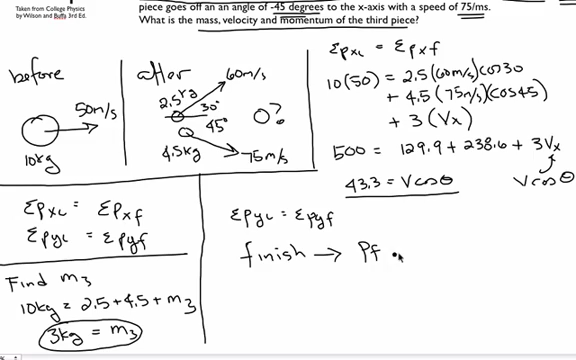 Taken from College Physics
by Wilson and Buffa 3rd Ed.
piece goes off an an angle of -45 degrees to the x-axis with a speed of 75/ms.
What is the mass, velocity and momentum of the third piece?
before
50m/s
10kg
after
60m/s
2.5kg
30°
45°
?
4.5kg
75m/s
Σpxi = Σpxf
10(50) = 2.5(60m/s)cos30
+ 4.5(75m/s)(cos45)
+ 3(Vx)
500 = 129.9 + 238.6 + 3Vx
43.3 = Vcosθ
Vcosθ
Σpxi = Σpxf
Σpyi = Σpyf
Find m3
10kg = 2.5 + 4.5 + m3
3kg = m3
Σpyi = Σpyf
finish → Pf